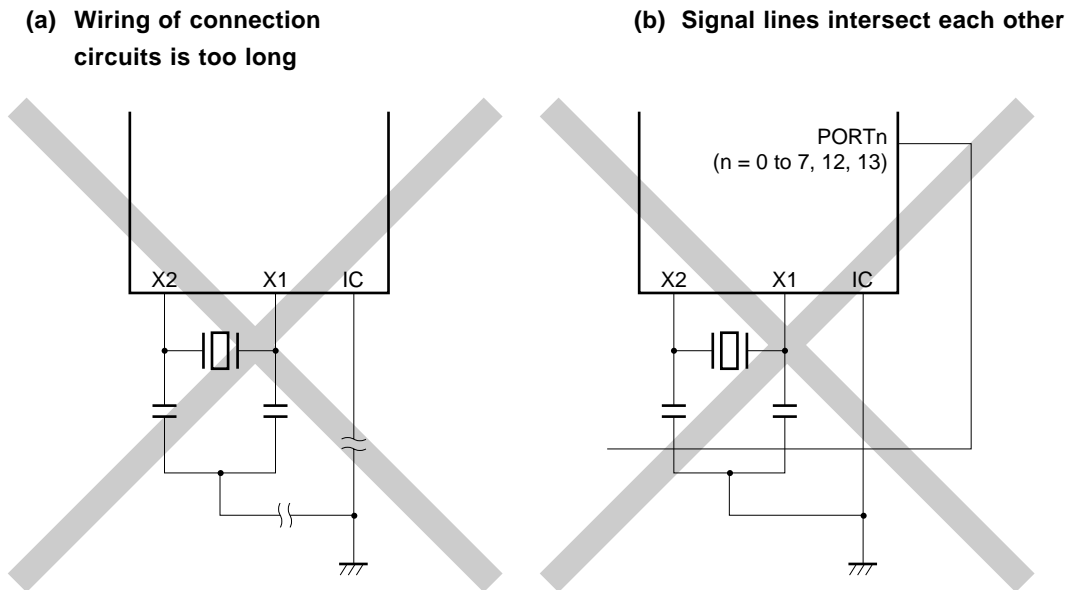 (a) Wiring of connection
circuits is too long
X2 X1 IC
(b) Signal lines intersect each other
PORTn
(n = 0 to 7, 12, 13)
X2 X1 IC